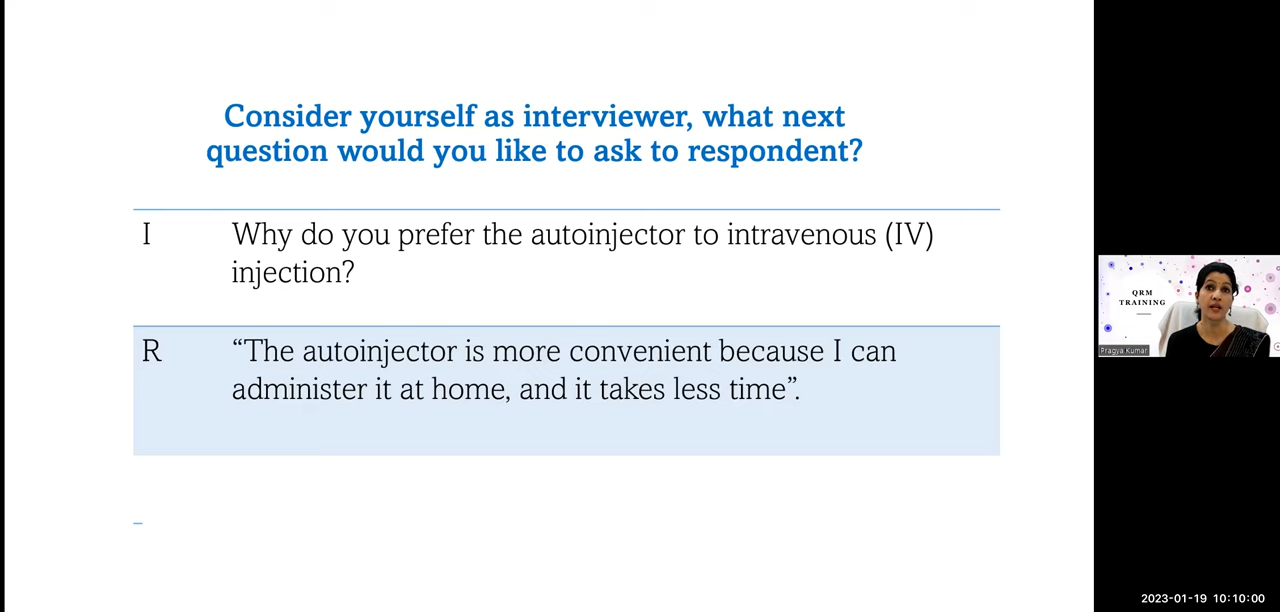 Consider yourself as interviewer, what next
question would you like to ask to respondent?
I Why do you prefer the autoinjector to intravenous (IV)
injection?
R “The autoinjector is more convenient because I can
administer it at home, and it takes less time”.
QRM
TRAINING
Pragya.Kumar
2023-01-19 10:10:00